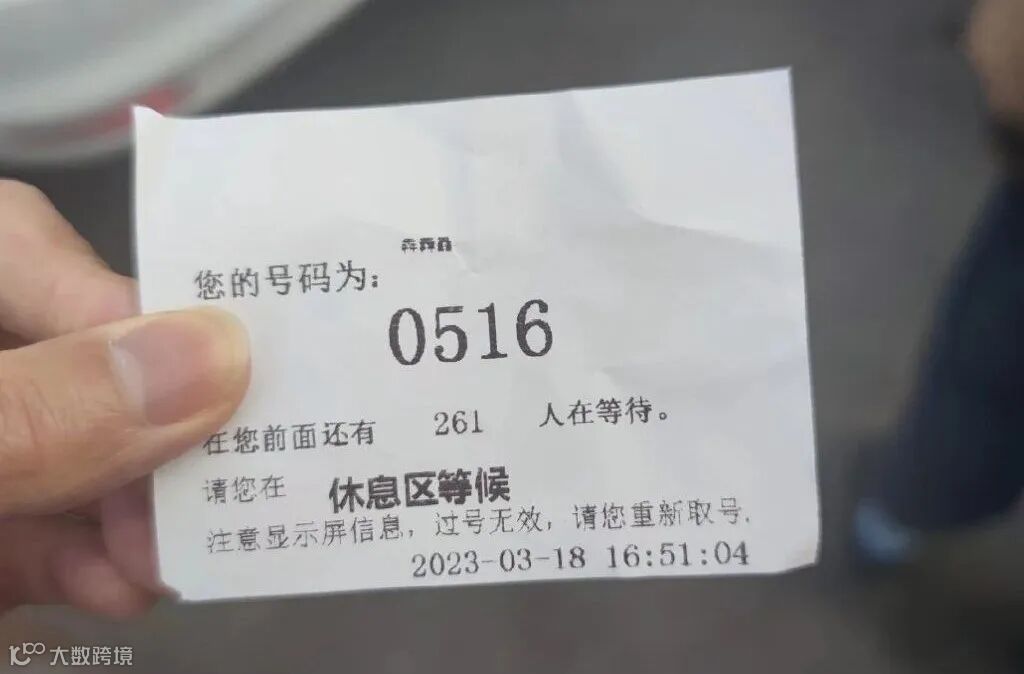 您的号码为:
0516
在您前面还有 261 人在等待。
请您在 休息区等候
注意显示屏信息，过号无效，请您重新取号.
2023-03-18 16:51:04
大数跨境